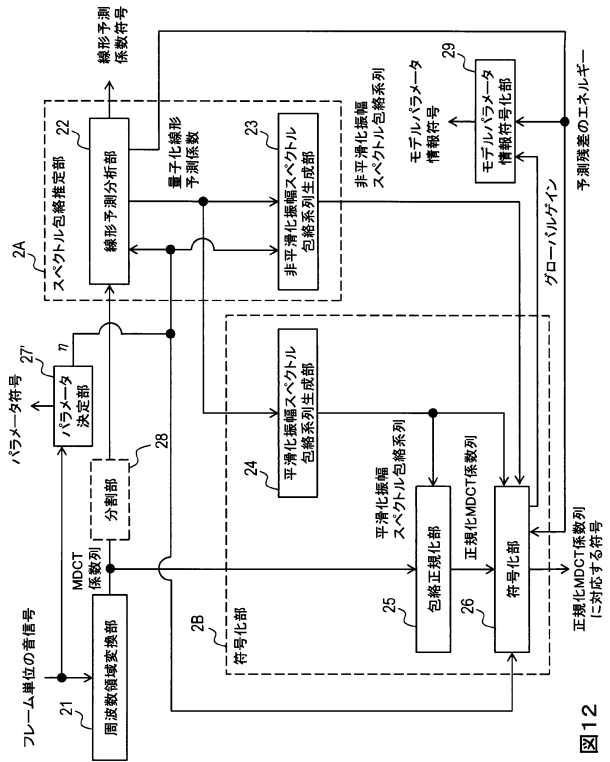 フレーム単位の音信号
21
周波数領域変換部
MDCT
係数列
パラメータ符号
27'
パラメータ
決定部
η
分割部
28
2A
スペクトル包絡推定部
22
線形予測分析部
線形予測
係数符号
量子化線形
予測係数
23
非平滑化振幅スペクトル
包絡系列生成部
非平滑化振幅
スペクトル包絡系列
2B
符号化部
24
平滑化振幅スペクトル
包絡系列生成部
平滑化振幅
スペクトル包絡系列
25
包絡正規化部
正規化MDCT係数列
26
符号化部
正規化MDCT係数列
に対応する符号
モデルパラメータ
情報符号
29
モデルパラメータ
情報符号化部
グローバルゲイン
予測残差のエネルギー
図12